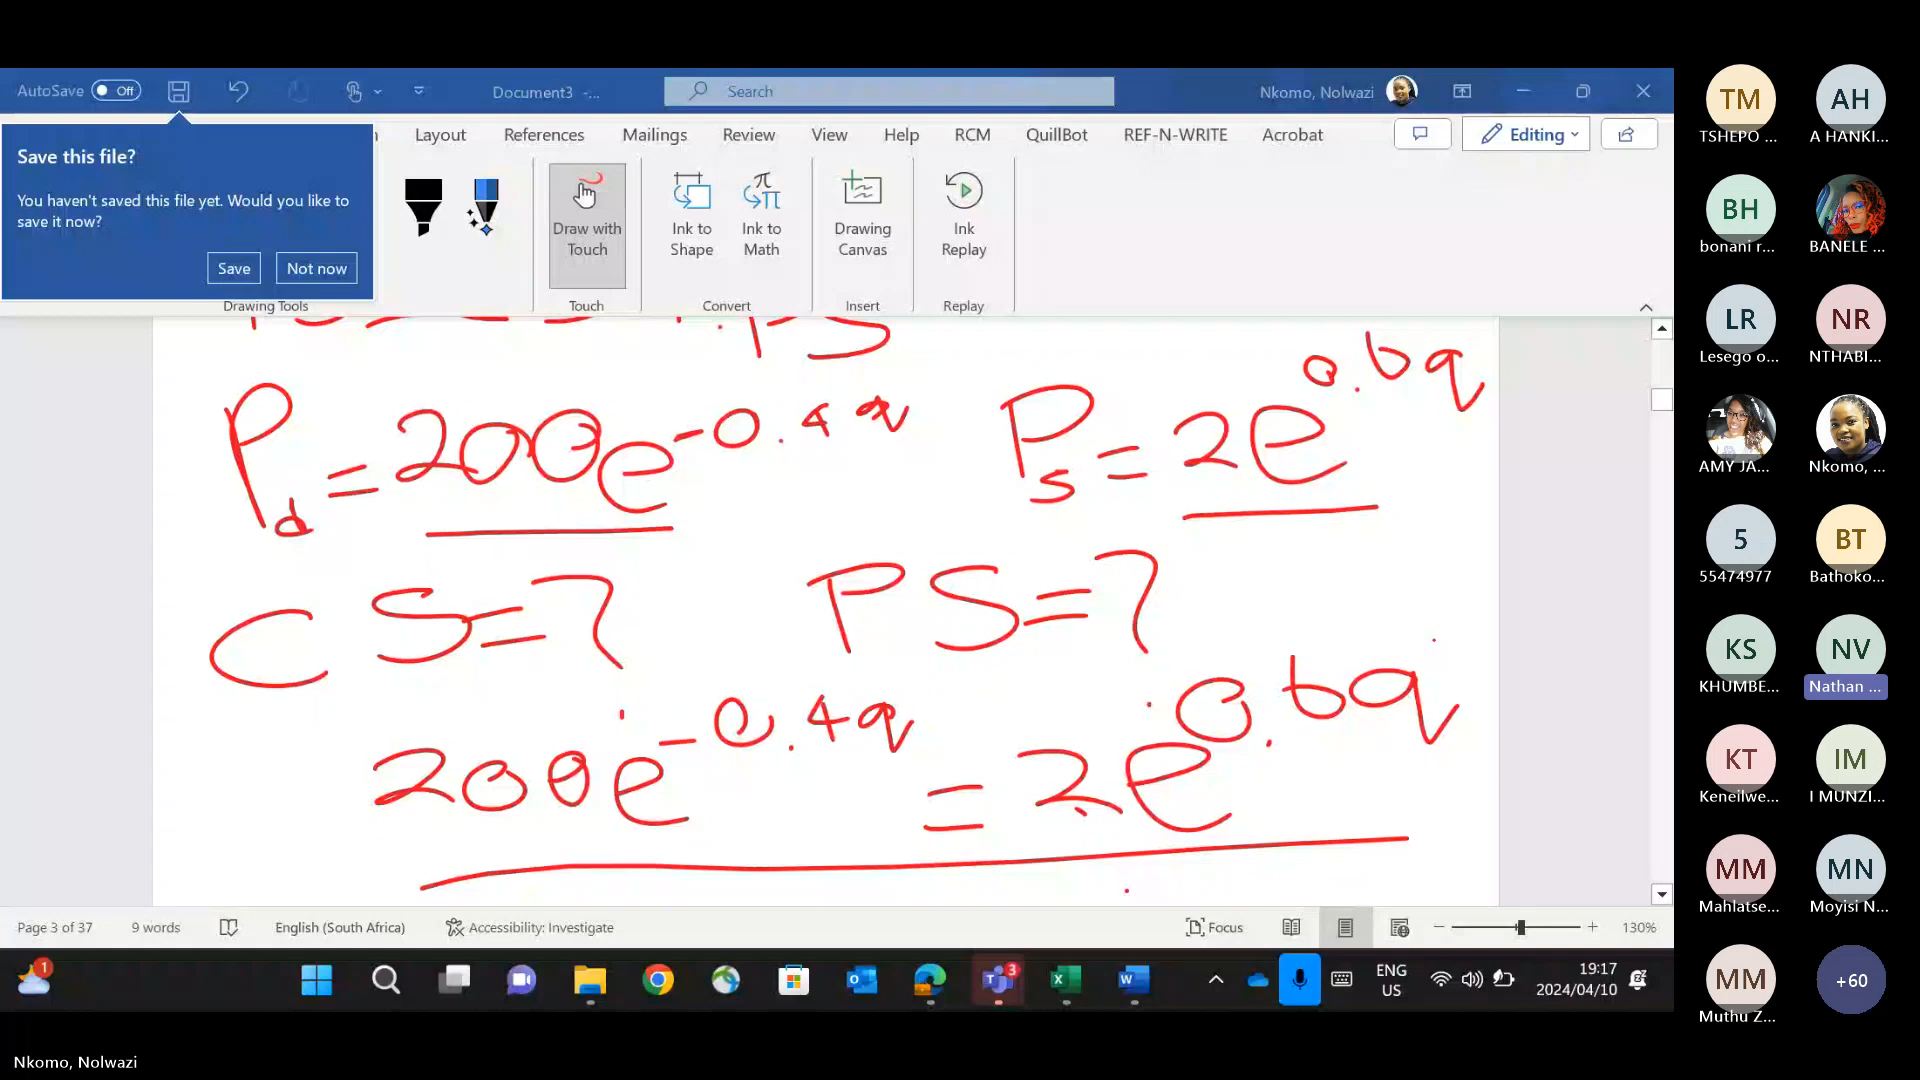 AutoSave Off Document3 -... Search Nkomo, Nolwazi
Save this file?
You haven't saved this file yet. Would you like to
save it now?
Save Not now
Layout References Mailings Review View Help RCM QuillBot REF-N-WRITE Acrobat Editing
Draw with Touch
Ink to Shape
Ink to Math
Drawing Canvas
Ink Replay
Drawing Tools Touch Convert Insert Replay
PS
Pd = 200e^-0.4q Ps = 2e^0.6q
CS=? PS=?
200e^-0.4q = 2e^0.6q
Page 3 of 37 9 words English (South Africa) Accessibility: Investigate Focus 130%
1 3 ENG
US
19:17
2024/04/10
Nkomo, Nolwazi
TM AH
TSHEPO ... A HANKI...
BH
bonani r... BANELE ...
LR NR
Lesego o... NTHABI...
AMY JA... Nkomo, ...
5 BT
55474977 Bathoko...
KS NV
KHUMBE... Nathan ...
KT IM
Keneilwe... I MUNZI...
MM MN
Mahlatse... Moyisi N...
MM +60
Muthu Z...